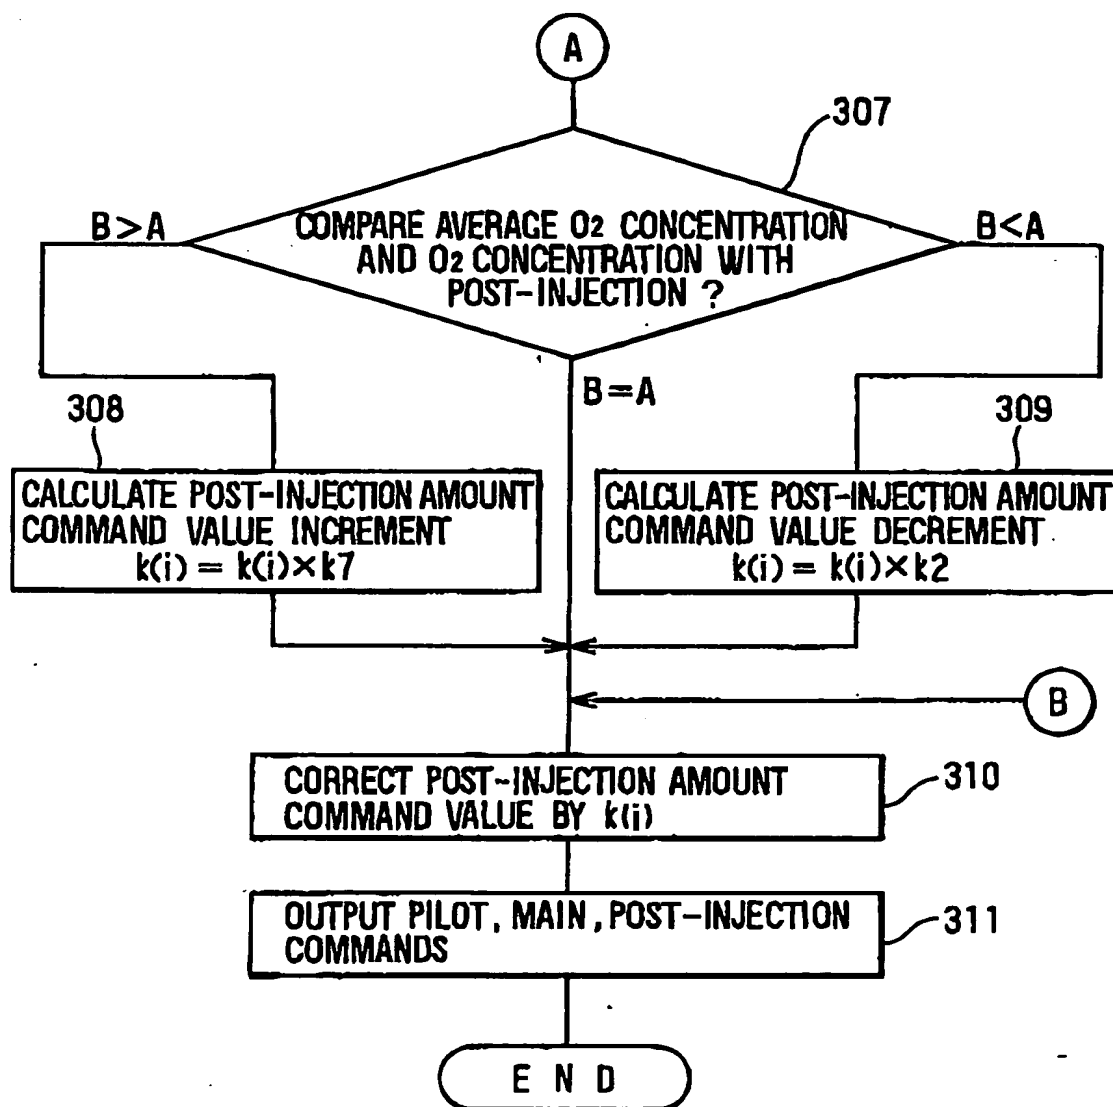 A
307
B>A
COMPARE AVERAGE O2 CONCENTRATION
AND O2 CONCENTRATION WITH
POST-INJECTION ?
B<A
B=A
308
CALCULATE POST-INJECTION AMOUNT
COMMAND VALUE INCREMENT
k(i) = k(i)×k7
309
CALCULATE POST-INJECTION AMOUNT
COMMAND VALUE DECREMENT
k(i) = k(i)×k2
B
CORRECT POST-INJECTION AMOUNT
COMMAND VALUE BY k(i)
310
OUTPUT PILOT, MAIN, POST-INJECTION
COMMANDS
311
END